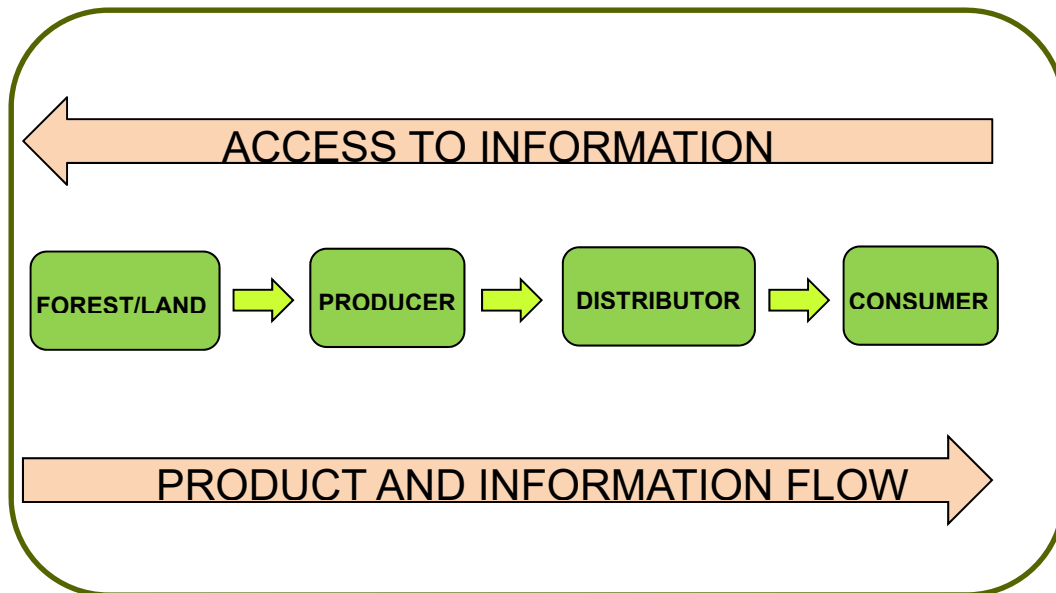 ACCESS TO INFORMATION
FOREST/LAND
PRODUCER
DISTRIBUTOR
CONSUMER
PRODUCT AND INFORMATION FLOW